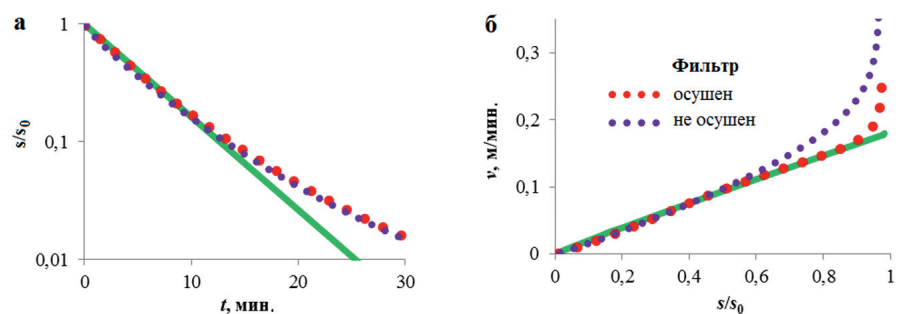 а
s/s0
1
0.1
0,01
0
10
20
30
t, мин.
б
v, м/мин.
0,3
0,2
0,1
0
Фильтр
осушен
не осушен
0
0,2
0,4
0,6
0,8
1
s/s0